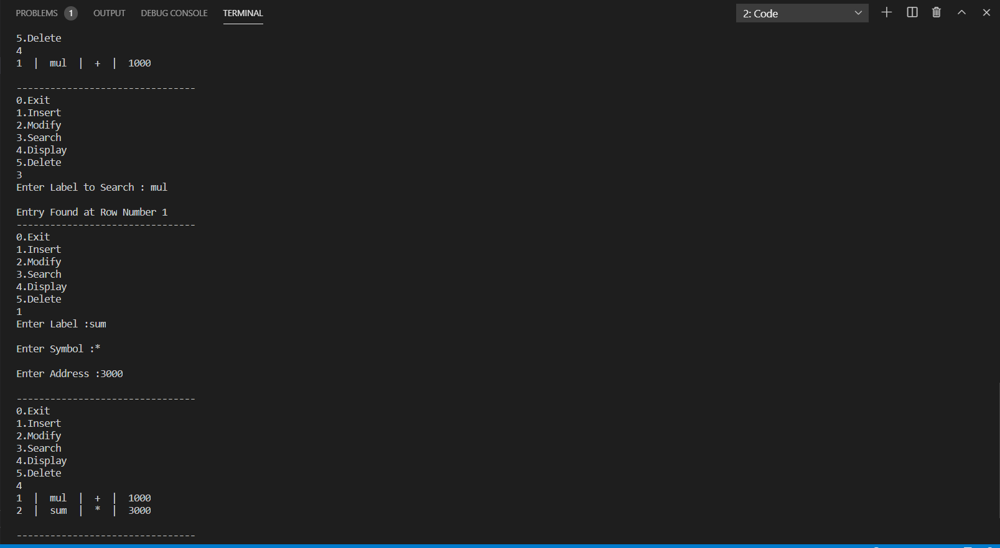 PROBLEMS 1 OUTPUT DEBUG CONSOLE TERMINAL 2: Code
5.Delete
4
1 | mul | + | 1000
--------------------------------
0.Exit
1.Insert
2.Modify
3.Search
4.Display
5.Delete
3
Enter Label to Search : mul
Entry Found at Row Number 1
--------------------------------
0.Exit
1.Insert
2.Modify
3.Search
4.Display
5.Delete
1
Enter Label :sum
Enter Symbol :*
Enter Address :3000
--------------------------------
0.Exit
1.Insert
2.Modify
3.Search
4.Display
5.Delete
4
1 | mul | + | 1000
2 | sum | * | 3000
--------------------------------